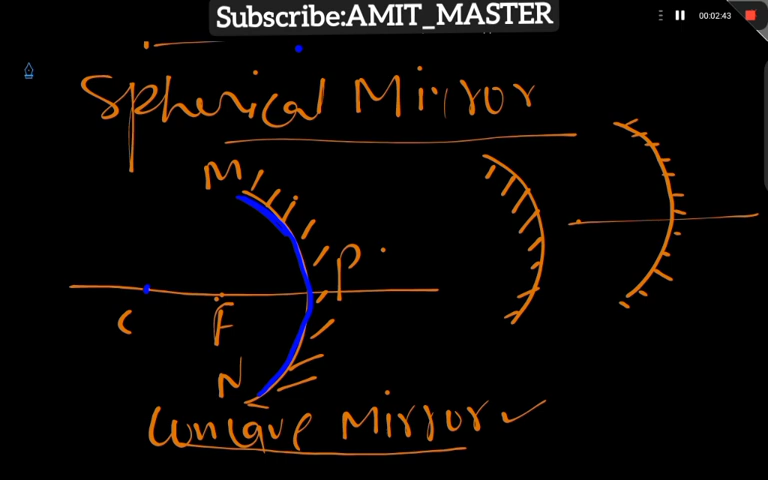 Subscribe:AMIT_MASTER
00:02:43
Spherical Mirror
M
P
C
F
N
Concave Mirror